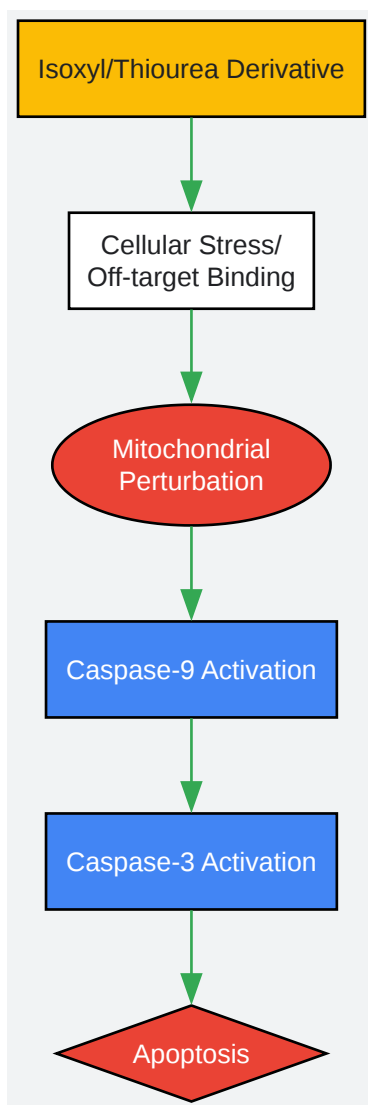 Isoxyl/Thiourea Derivative
Cellular Stress/
Off-target Binding
Mitochondrial
Perturbation
Caspase-9 Activation
Caspase-3 Activation
Apoptosis